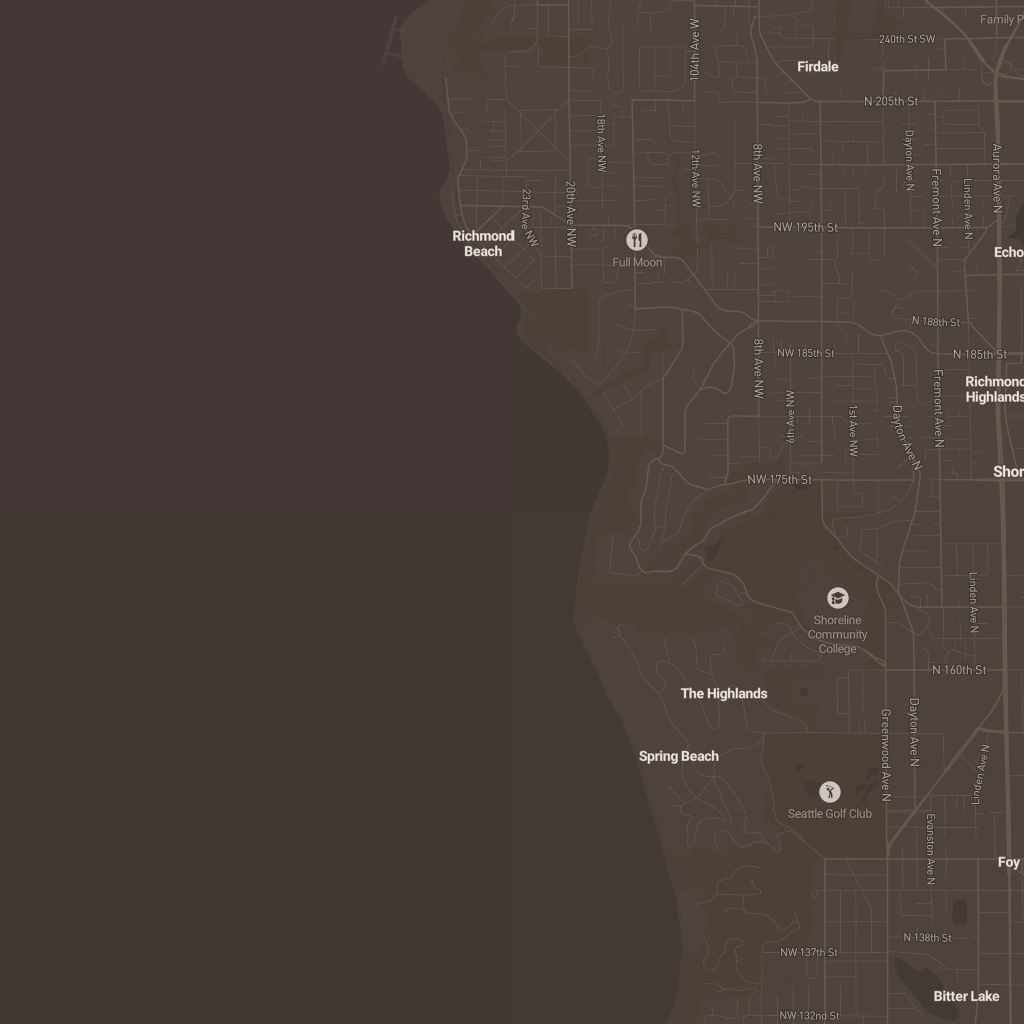 Family P
240th St SW
104th Ave W
Firdale
N 205th St
18th Ave NW
Dayton Ave N
Aurora Ave N
8th Ave NW
12th Ave NW
Fremont Ave N
Linden Ave N
20th Ave NW
23rd Ave NW
NW 195th St
Richmond
Beach
Full Moon
Echo
N 188th St
8th Ave NW
NW 185th St
N 185th St
Fremont Ave N
Richmond
Highlands
6th Ave NW
1st Ave NW
Dayton Ave N
Shor
NW 175th St
Linden Ave N
Shoreline
Community
College
N 160th St
The Highlands
Greenwood Ave N
Dayton Ave N
Spring Beach
Linden Ave N
Seattle Golf Club
Evanston Ave N
Foy
N 138th St
NW 137th St
Bitter Lake
NW 132nd St